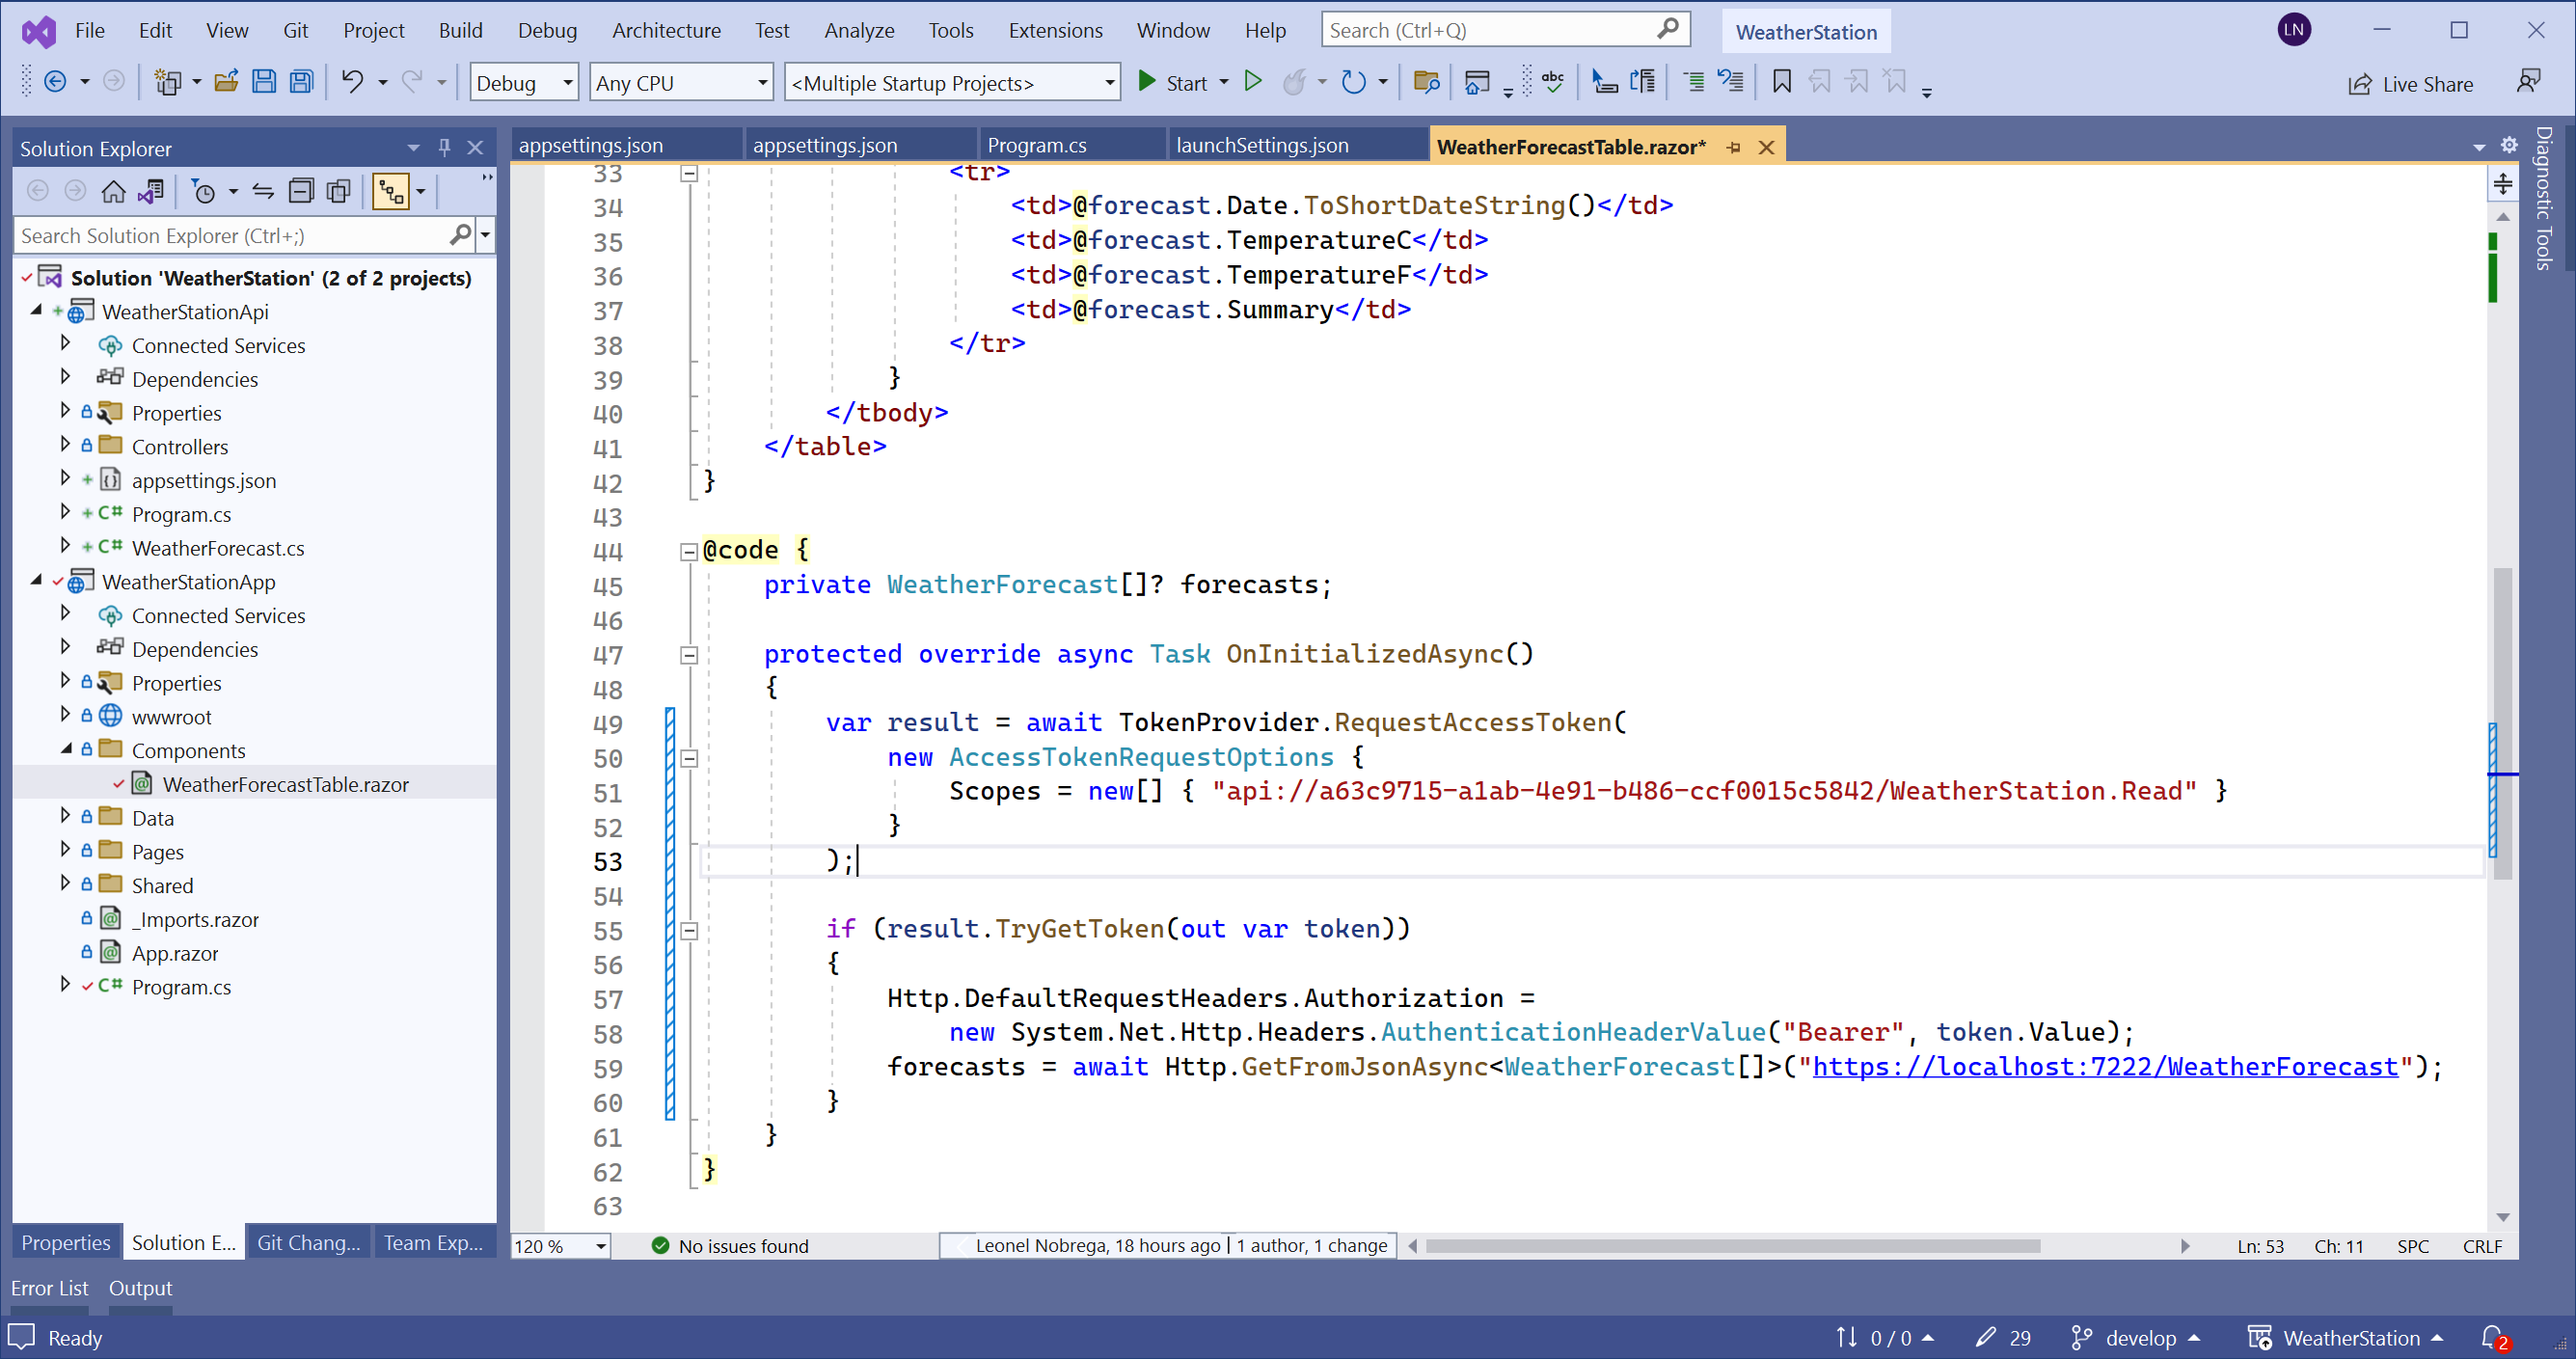 File Edit View Git Project Build Debug Architecture Test Analyze Tools Extensions Window Help Search (Ctrl+Q) WeatherStation LN
Debug Any CPU <Multiple Startup Projects> Start abc Live Share
Solution Explorer
Search Solution Explorer (Ctrl+;)
Solution 'WeatherStation' (2 of 2 projects)
WeatherStationApi
Connected Services
Dependencies
Properties
Controllers
appsettings.json
C# Program.cs
C# WeatherForecast.cs
WeatherStationApp
Connected Services
Dependencies
Properties
wwwroot
Components
WeatherForecastTable.razor
Data
Pages
Shared
_Imports.razor
App.razor
C# Program.cs
Properties Solution E... Git Chang... Team Exp...
appsettings.json appsettings.json Program.cs launchSettings.json WeatherForecastTable.razor*
33 <tr>
34 <td>@forecast.Date.ToShortDateString()</td>
35 <td>@forecast.TemperatureC</td>
36 <td>@forecast.TemperatureF</td>
37 <td>@forecast.Summary</td>
38 </tr>
39 }
40 </tbody>
41 </table>
42 }
43
44 @code {
45 private WeatherForecast[]? forecasts;
46
47 protected override async Task OnInitializedAsync()
48 {
49 var result = await TokenProvider.RequestAccessToken(
50 new AccessTokenRequestOptions {
51 Scopes = new[] { "api://a63c9715-a1ab-4e91-b486-ccf0015c5842/WeatherStation.Read" }
52 }
53 );
54
55 if (result.TryGetToken(out var token))
56 {
57 Http.DefaultRequestHeaders.Authorization =
58 new System.Net.Http.Headers.AuthenticationHeaderValue("Bearer", token.Value);
59 forecasts = await Http.GetFromJsonAsync<WeatherForecast[]>("https://localhost:7222/WeatherForecast");
60 }
61 }
62 }
63
120 % No issues found Leonel Nobrega, 18 hours ago | 1 author, 1 change Ln: 53 Ch: 11 SPC CRLF
Diagnostic Tools
Error List Output
Ready 0 / 0 29 develop WeatherStation 2